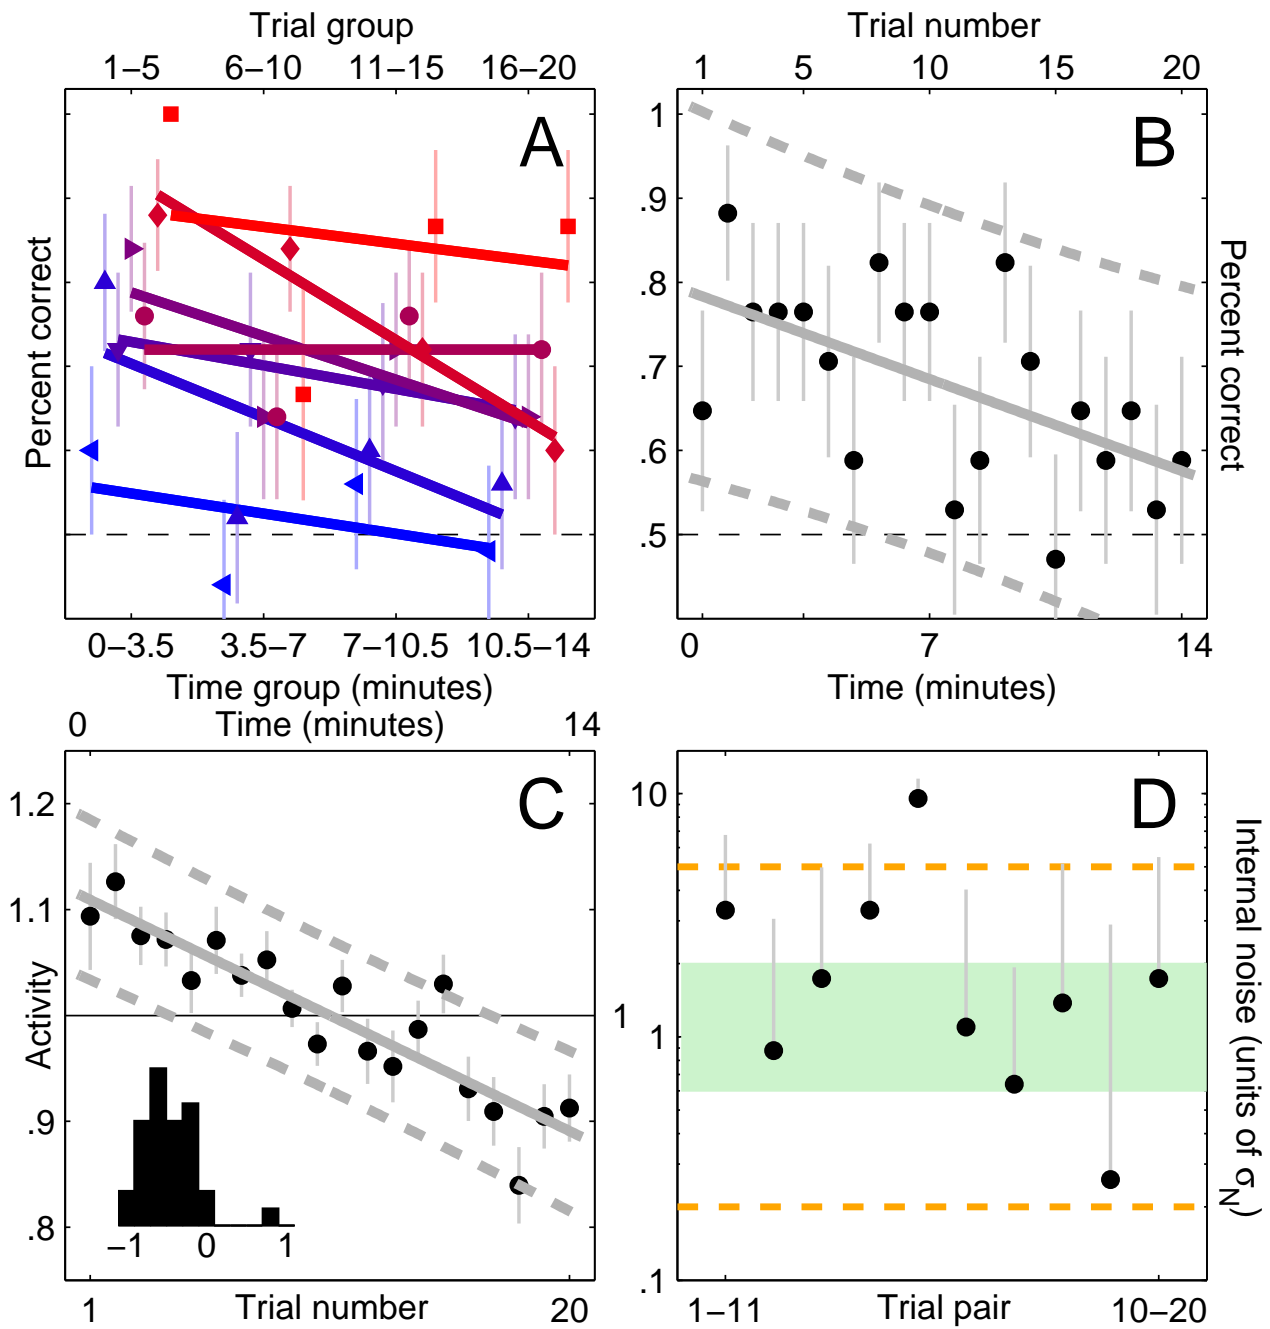 Trial group
1–5 6–10 11–15 16–20
A
Percent correct
0–3.5 3.5–7 7–10.5 10.5–14
Time group (minutes)
Trial number
1 5 10 15 20
B
1
.9
.8
.7
.6
.5
Percent correct
0 7 14
Time (minutes)
0 Time (minutes) 14
C
1.2
1.1
1
.9
.8
Activity
−1 0 1
1 Trial number 20
D
10
1
.1
Internal noise (units of σN)
1−11 Trial pair 10−20